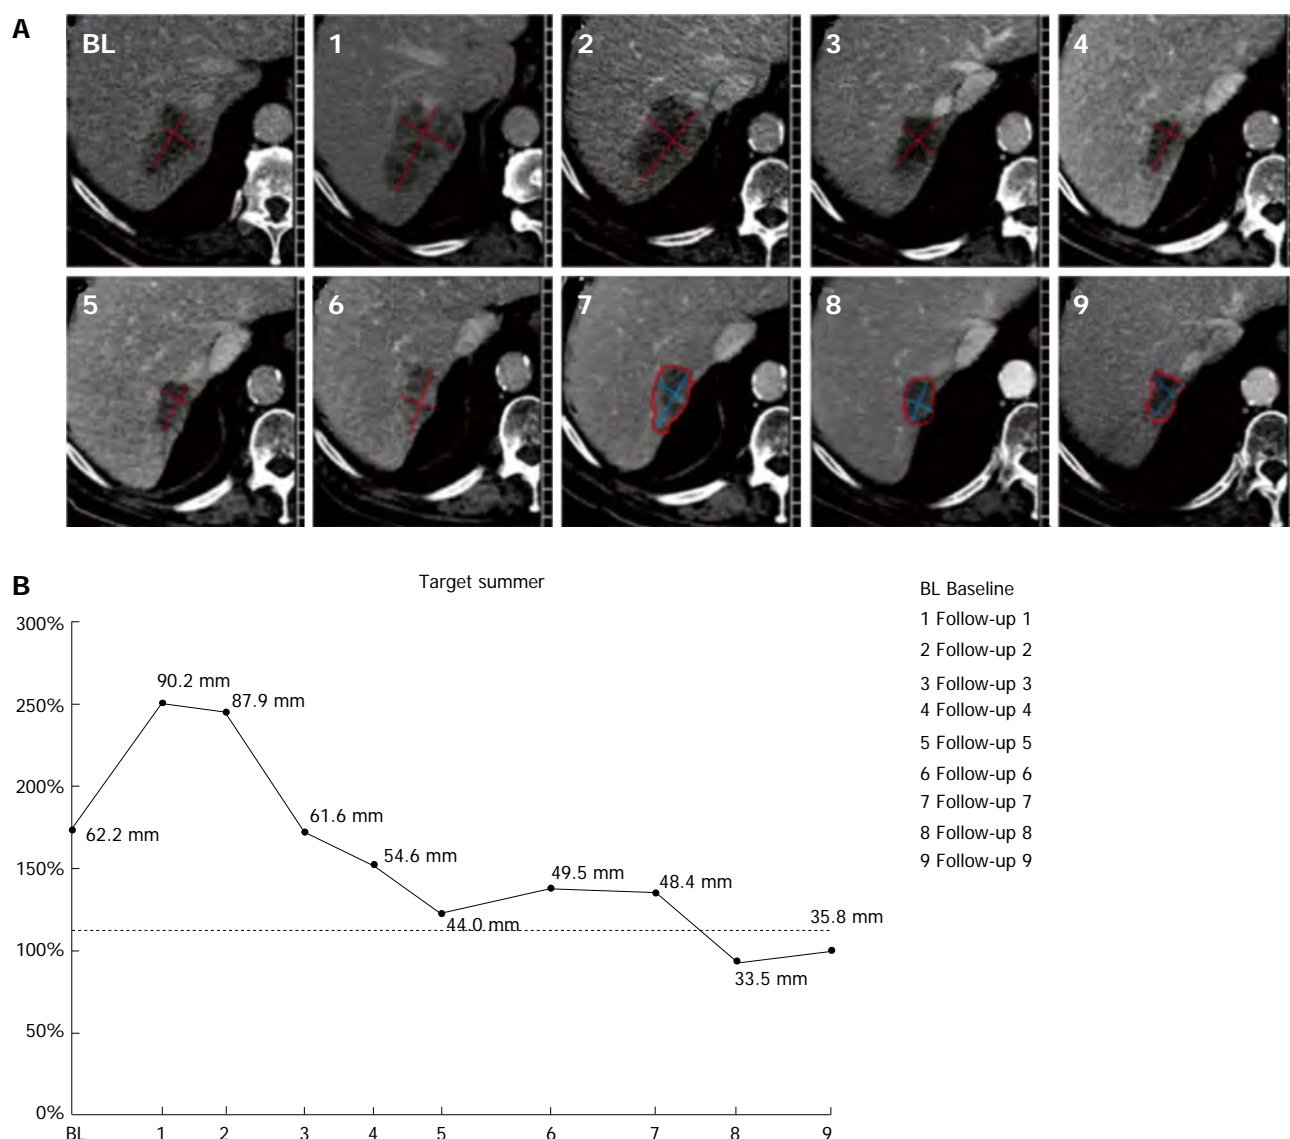 A
BL
1
2
3
4
5
6
7
8
9
B
Target summer
300%
250%
200%
150%
100%
50%
0%
62.2 mm
90.2 mm
87.9 mm
61.6 mm
54.6 mm
44.0 mm
49.5 mm
48.4 mm
33.5 mm
35.8 mm
BL 1 2 3 4 5 6 7 8 9
BL Baseline
1 Follow-up 1
2 Follow-up 2
3 Follow-up 3
4 Follow-up 4
5 Follow-up 5
6 Follow-up 6
7 Follow-up 7
8 Follow-up 8
9 Follow-up 9